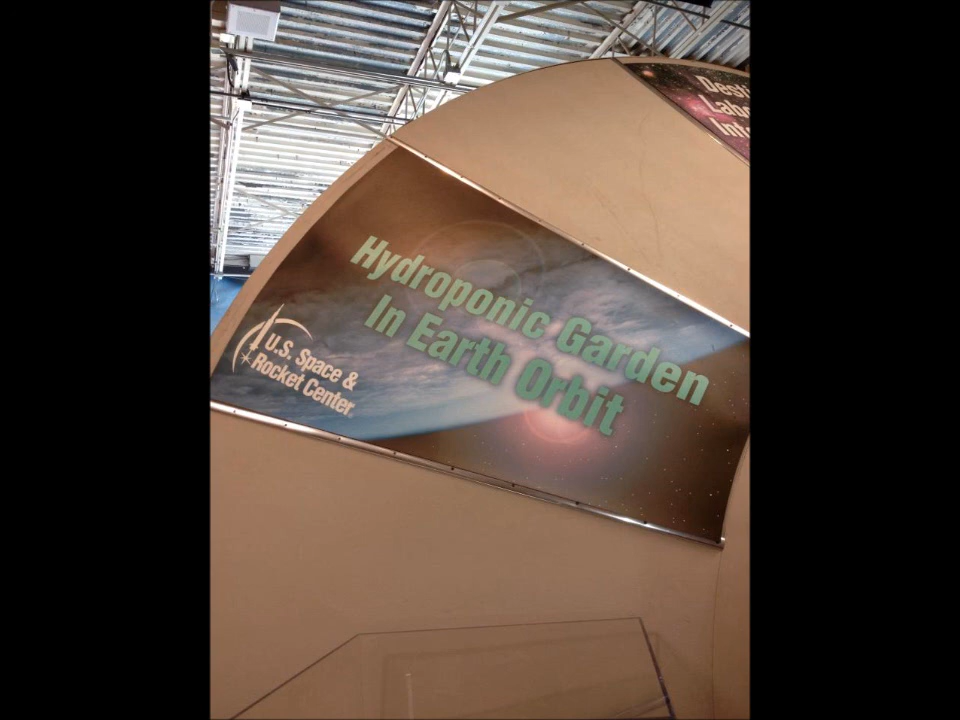 Hydroponic Garden
In Earth Orbit
U.S. Space &
Rocket Center